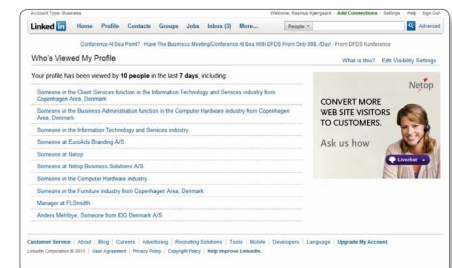 Account Type: Business
Welcome, Rasmus Kjærgaard · Add Connections · Settings · Help · Sign Out
Linked in Home Profile Contacts Groups Jobs Inbox (3) More... People Advanced
Conference At Sea Point? - Have The Business Meeting/Conference At Sea With DFDS From Only 998,-/Day! - From DFDS Konference
Who's Viewed My Profile
What is this? Edit Visibility Settings
Your profile has been viewed by 10 people in the last 7 days, including:
Someone in the Client Services function in the Information Technology and Services industry from
Copenhagen Area, Denmark
Someone in the Business Administration function in the Computer Hardware industry from Copenhagen
Area, Denmark
Someone in the Information Technology and Services industry
Someone at EuroAds Branding A/S
Someone at Netop
Someone at Netop Business Solutions A/S
Someone in the Computer Hardware industry
Someone in the Furniture industry from Copenhagen Area, Denmark
Manager at FLSmidth
Anders Mehlbye, Someone from IDG Denmark A/S
Netop
CONVERT MORE
WEB SITE VISITORS
TO CUSTOMERS.
Ask us how
Livechat
Customer Service | About | Blog | Careers | Advertising | Recruiting Solutions | Tools | Mobile | Developers | Language | Upgrade My Account
LinkedIn Corporation © 2010 | User Agreement | Privacy Policy | Copyright Policy | Help improve LinkedIn.